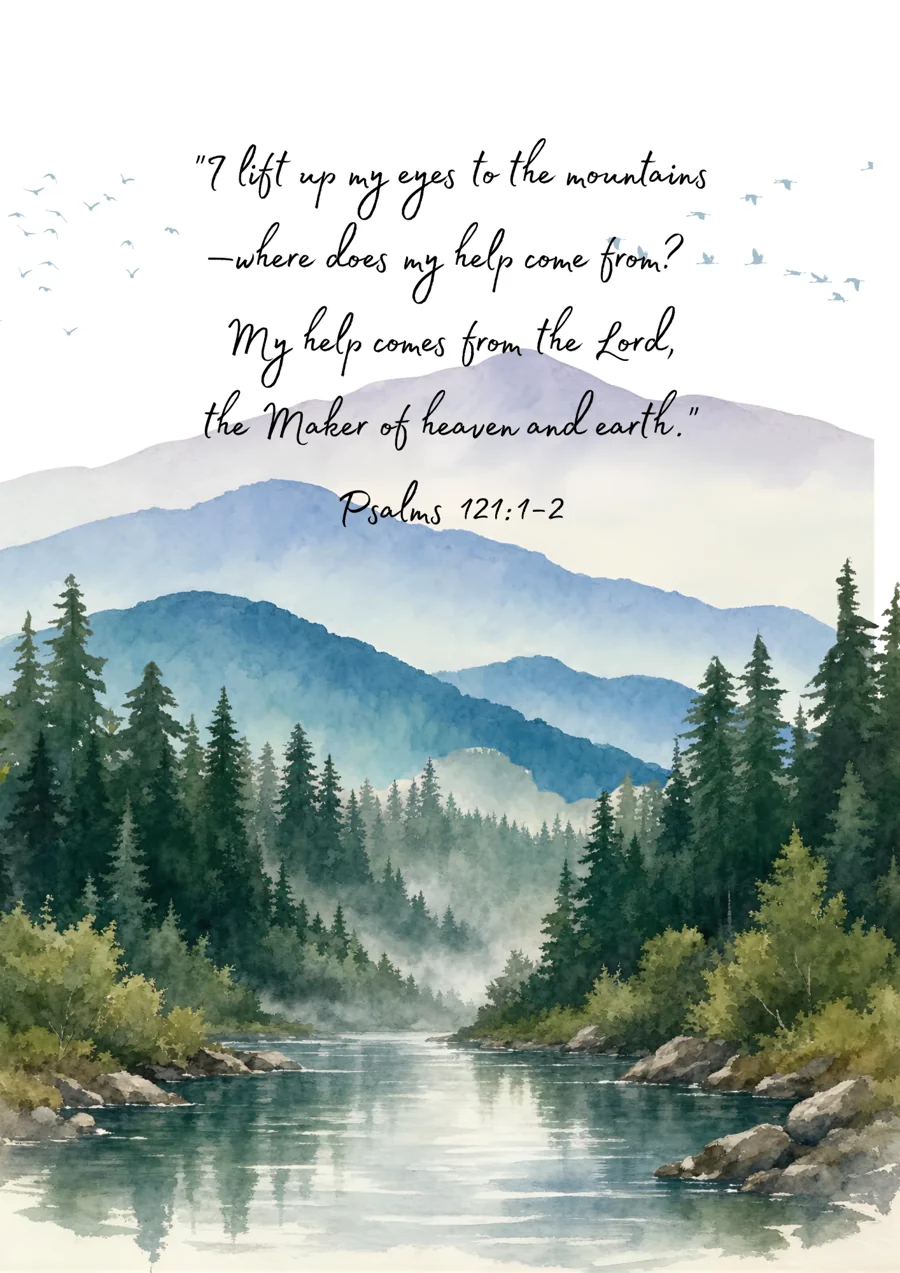 "I lift up my eyes to the mountains
—where does my help come from?
My help comes from the Lord,
the Maker of heaven and earth."
Psalms 121:1-2